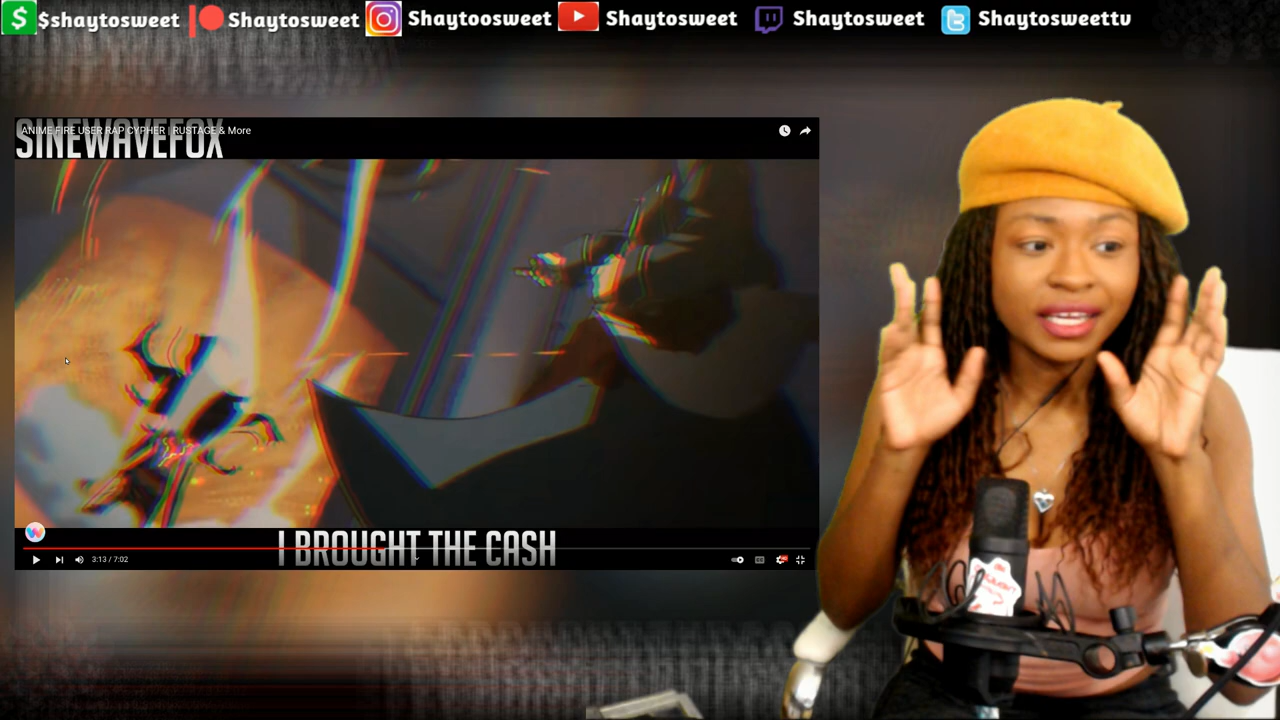 $shaytosweet Shaytosweet Shaytoosweet Shaytosweet Shaytosweet Shaytosweettv
ANIME FIRE USER RAP CYPHER | RUSTAGE & More
SINEWAVEFOX
I BROUGHT THE CASH
3:13 / 7:02